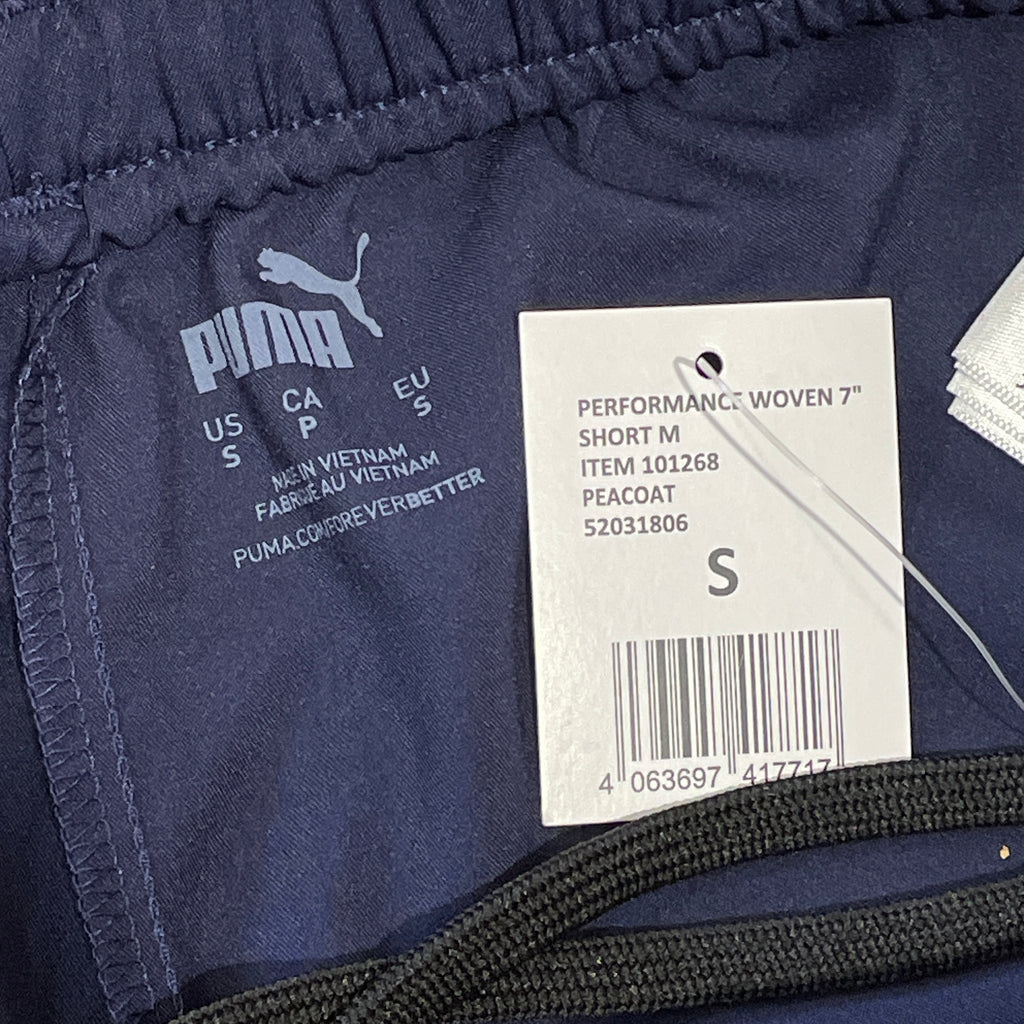 PUMA
US CA EU
S P S
MADE IN VIETNAM
FABRIQUÉ AU VIETNAM
PUMA.COM/FOREVERBETTER
PERFORMANCE WOVEN 7"
SHORT M
ITEM 101268
PEACOAT
52031806
S
4 063697 417717